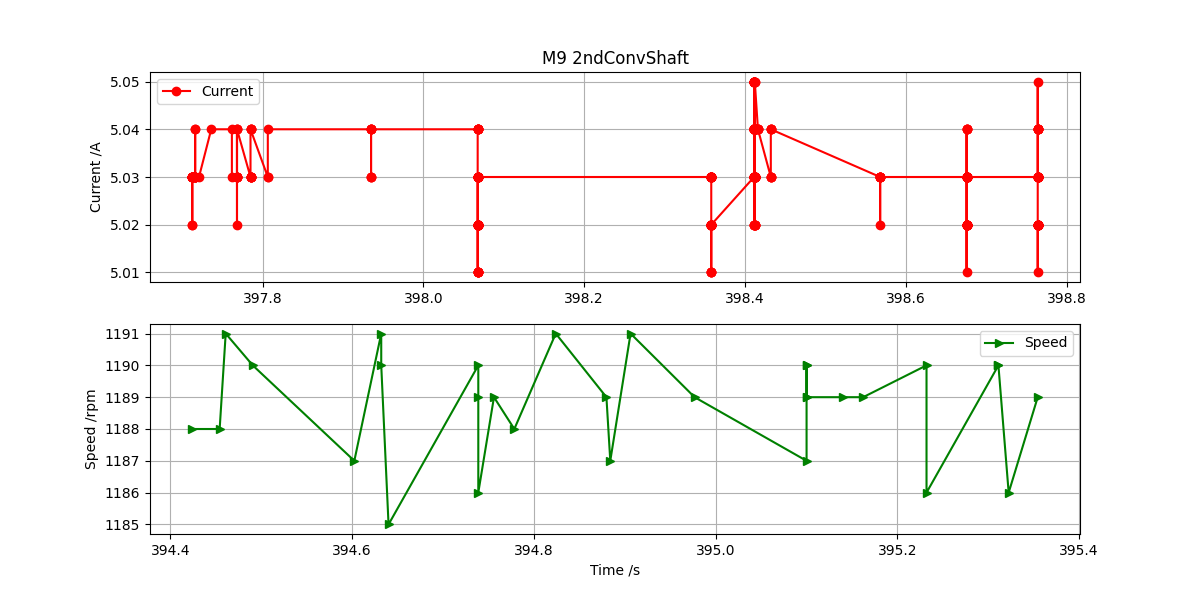 M9 2ndConvShaft
Current /A
5.05
5.04
5.03
5.02
5.01
Current
397.8 398.0 398.2 398.4 398.6 398.8
Speed /rpm
1191
1190
1189
1188
1187
1186
1185
Speed
394.4 394.6 394.8 395.0 395.2 395.4
Time /s